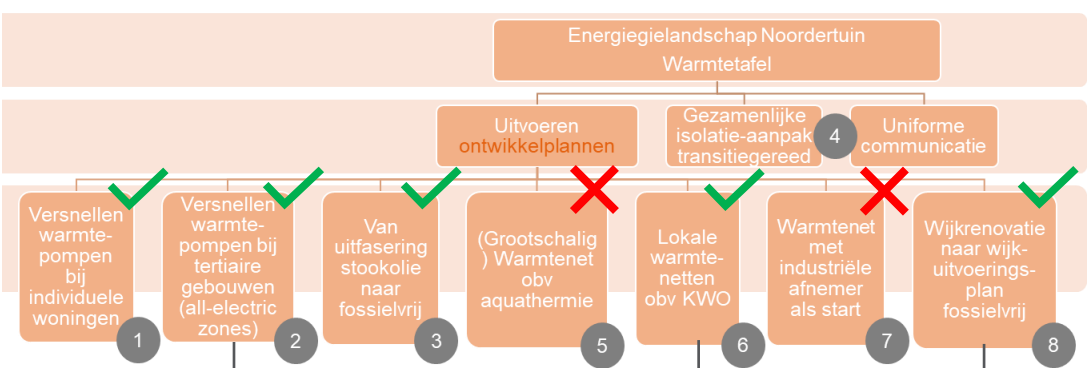 Energiegielandschap Noordertuin
Warmtetafel
Uitvoeren
ontwikkelplannen
Gezamenlijke
isolatie-aanpak
transitiegereed
4
Uniforme
communicatie
Versnellen
warmte-
pompen
bij
individuele
woningen
1
Versnellen
warmte-
pompen bij
tertiaire
gebouwen
(all-electric
zones)
2
Van
uitfasering
stookolie
naar
fossielvrij
3
(Grootschalig
) Warmtenet
obv
aquathermie
5
Lokale
warmte-
netten
obv KWO
6
Warmtenet
met
industriële
afnemer
als start
7
Wijkrenovatie
naar wijk-
uitvoerings-
plan
fossielvrij
8